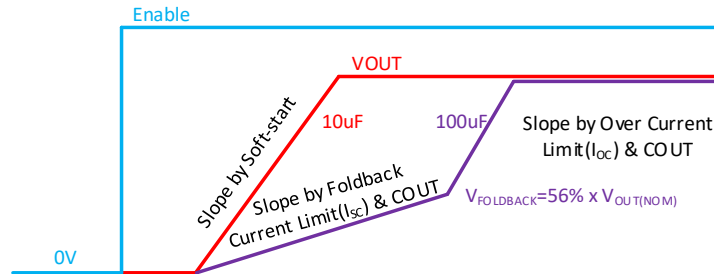 Enable
VOUT
Slope by Soft-start
10uF
100uF
Slope by Over Current
Limit(IOC) & COUT
Slope by Foldback
Current Limit(ISC) & COUT
VFOLDBACK=56% x VOUT(NOM)
0V